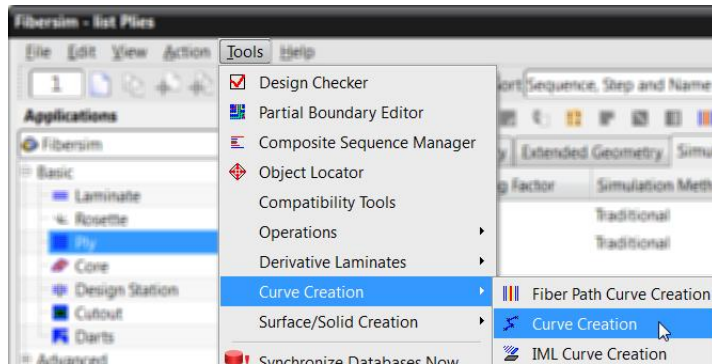 Fibersim - list Plies
File Edit View Action Tools Help
1
Sequence, Step and Name
Applications
Fibersim
Basic
Laminate
Rosette
Ply
Core
Design Station
Cutout
Darts
Advanced
Design Checker
Partial Boundary Editor
Composite Sequence Manager
Object Locator
Compatibility Tools
Operations
Derivative Laminates
Curve Creation
Surface/Solid Creation
Synchronize Databases Now
Extended Geometry
Factor Simulation
Traditional
Traditional
Fiber Path Curve Creation
Curve Creation
IML Curve Creation